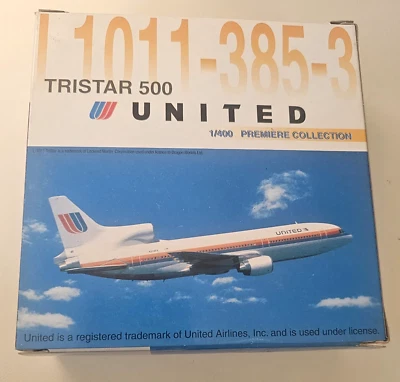 L1011-385-3
TRISTAR 500
UNITED
1/400 PREMIERE COLLECTION
UNITED
United is a registered trademark of United Airlines, Inc. and is used under license.